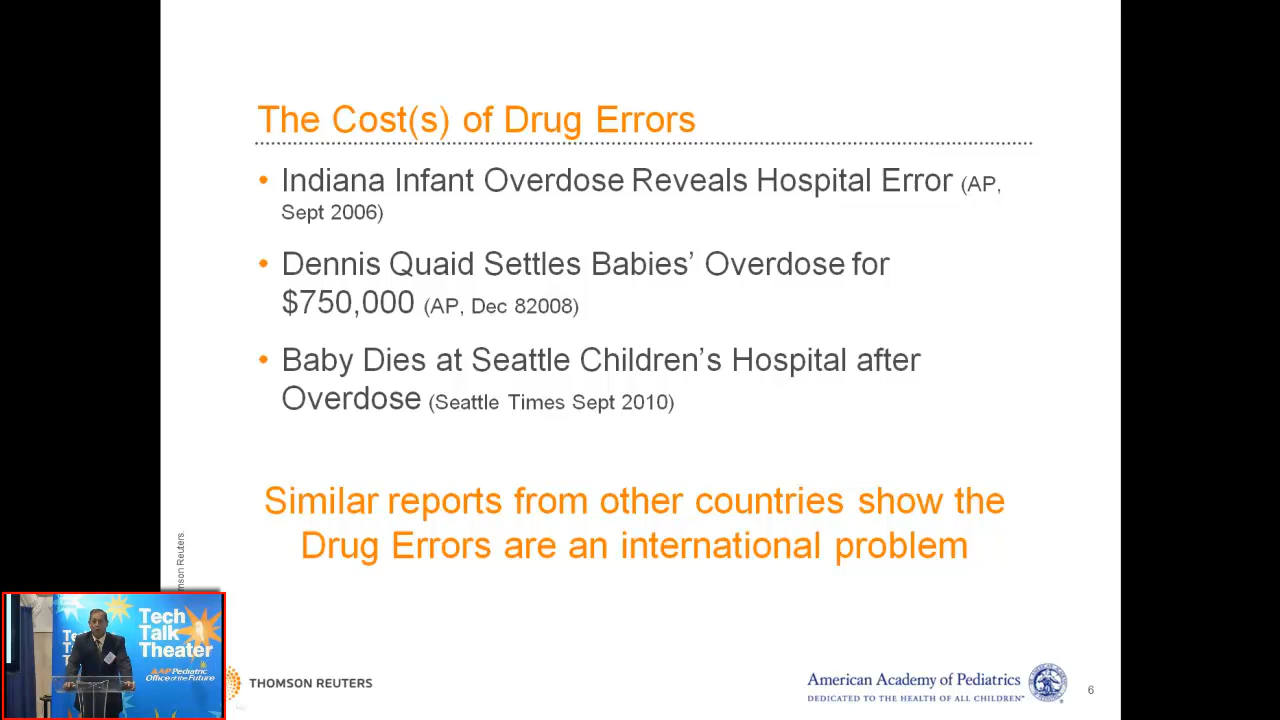 The Cost(s) of Drug Errors
• Indiana Infant Overdose Reveals Hospital Error (AP,
Sept 2006)
• Dennis Quaid Settles Babies’ Overdose for
$750,000 (AP, Dec 82008)
• Baby Dies at Seattle Children’s Hospital after
Overdose (Seattle Times Sept 2010)
Similar reports from other countries show the
Drug Errors are an international problem
Reuters.
Tech
Talk
Theater
AAP Pediatric
Office of the Future
THOMSON REUTERS
American Academy of Pediatrics
DEDICATED TO THE HEALTH OF ALL CHILDREN™
6